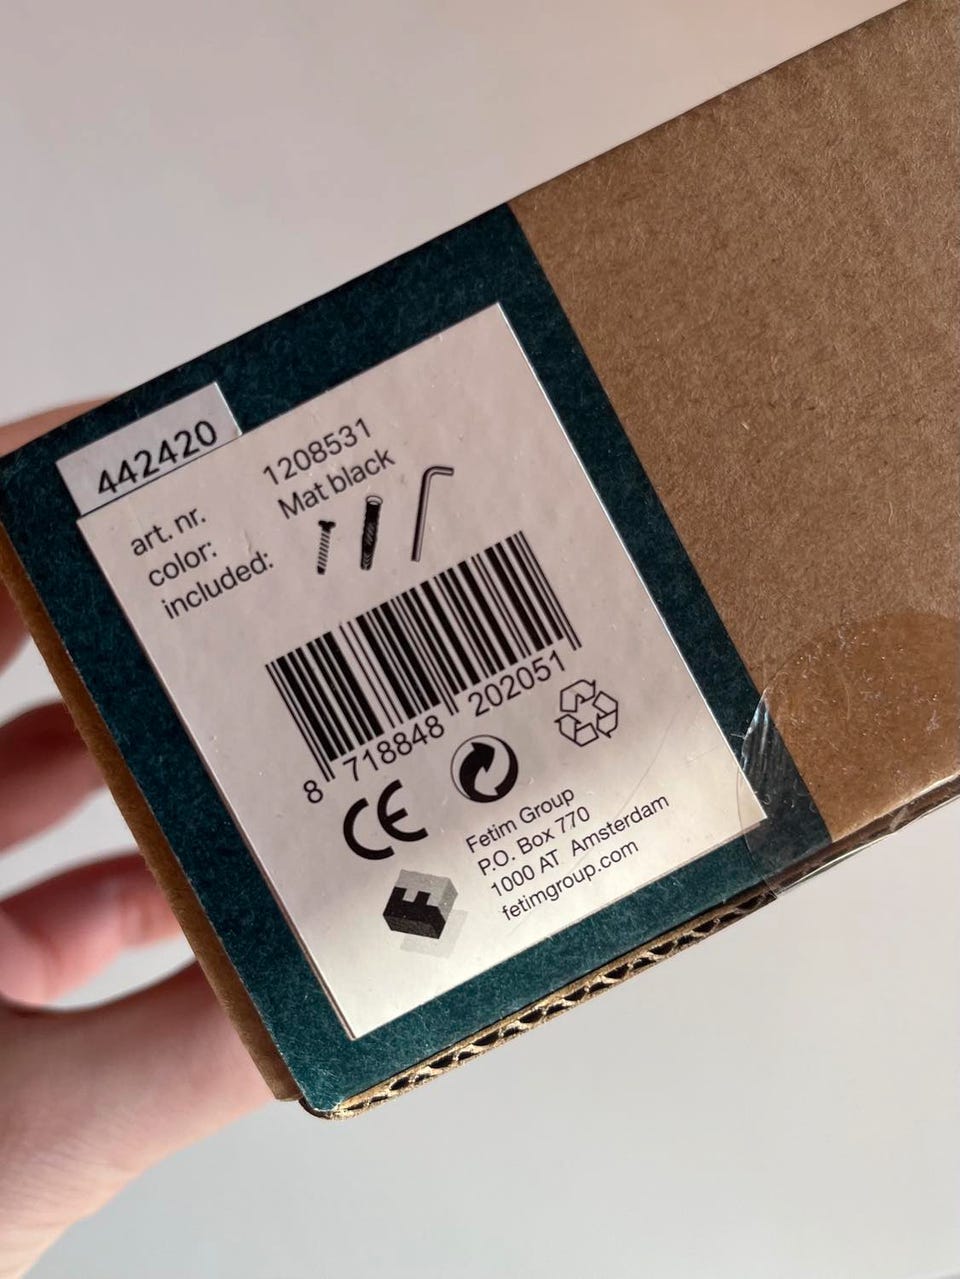 442420
art. nr. 1208531
color: Mat black
included:
8 718848 202051
CE
Fetim Group
P.O. Box 770
1000 AT Amsterdam
fetimgroup.com
F